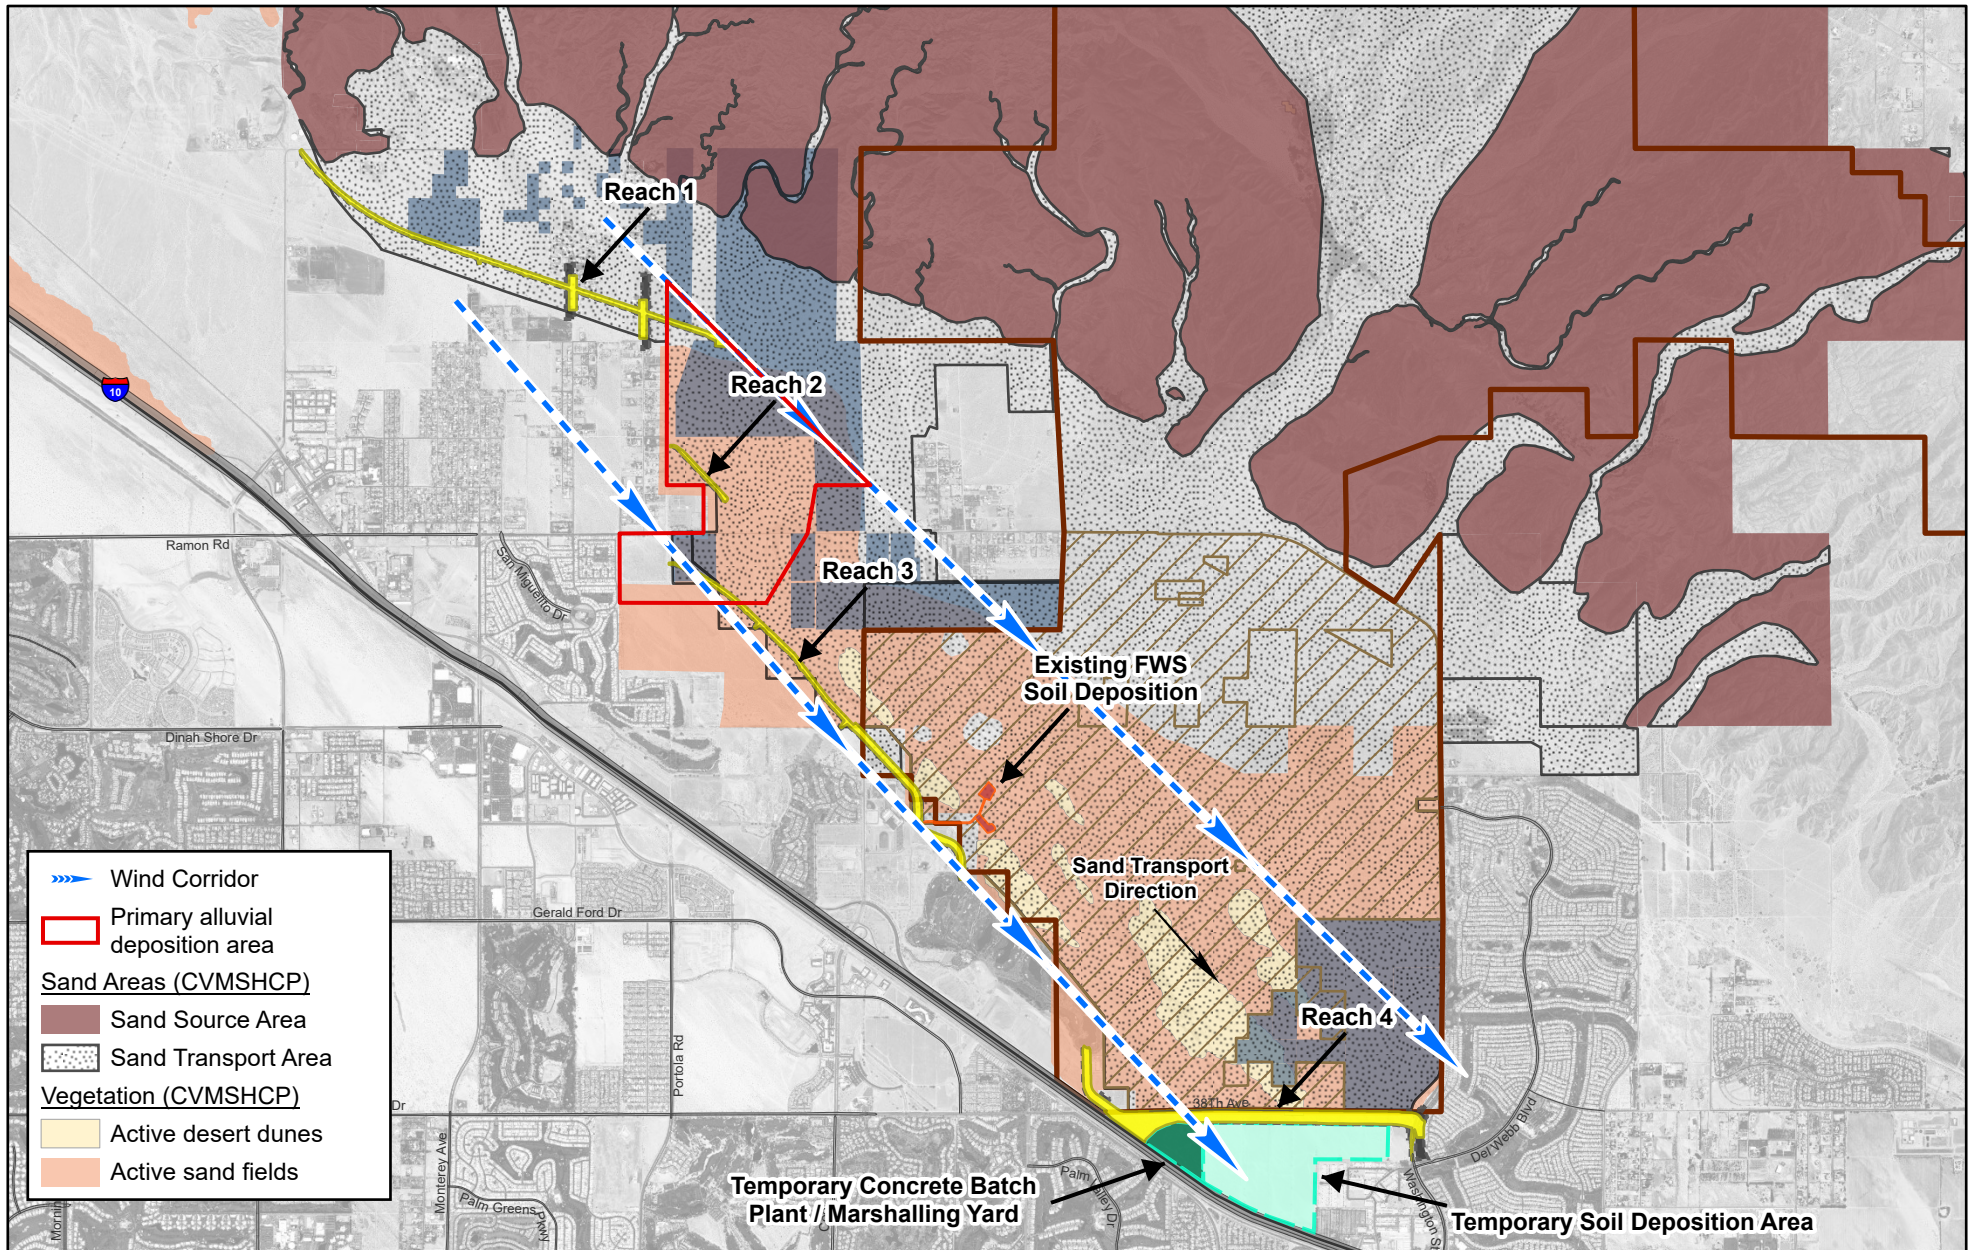 Reach 1
10
Reach 2
Ramon Rd
San Miguelito Dr
Reach 3
Existing FWS
Soil Deposition
Dinah Shore Dr
Sand Transport
Direction
Gerald Ford Dr
Portola Rd
Reach 4
38Th Ave
Dr
Monterey Ave
Del Webb Blvd
Washington St
Palm Greens Pkwy
Temporary Concrete Batch
Plant / Marshalling Yard
Temporary Soil Deposition Area
Wind Corridor
Primary alluvial
deposition area
Sand Areas (CVMSHCP)
Sand Source Area
Sand Transport Area
Vegetation (CVMSHCP)
Active desert dunes
Active sand fields